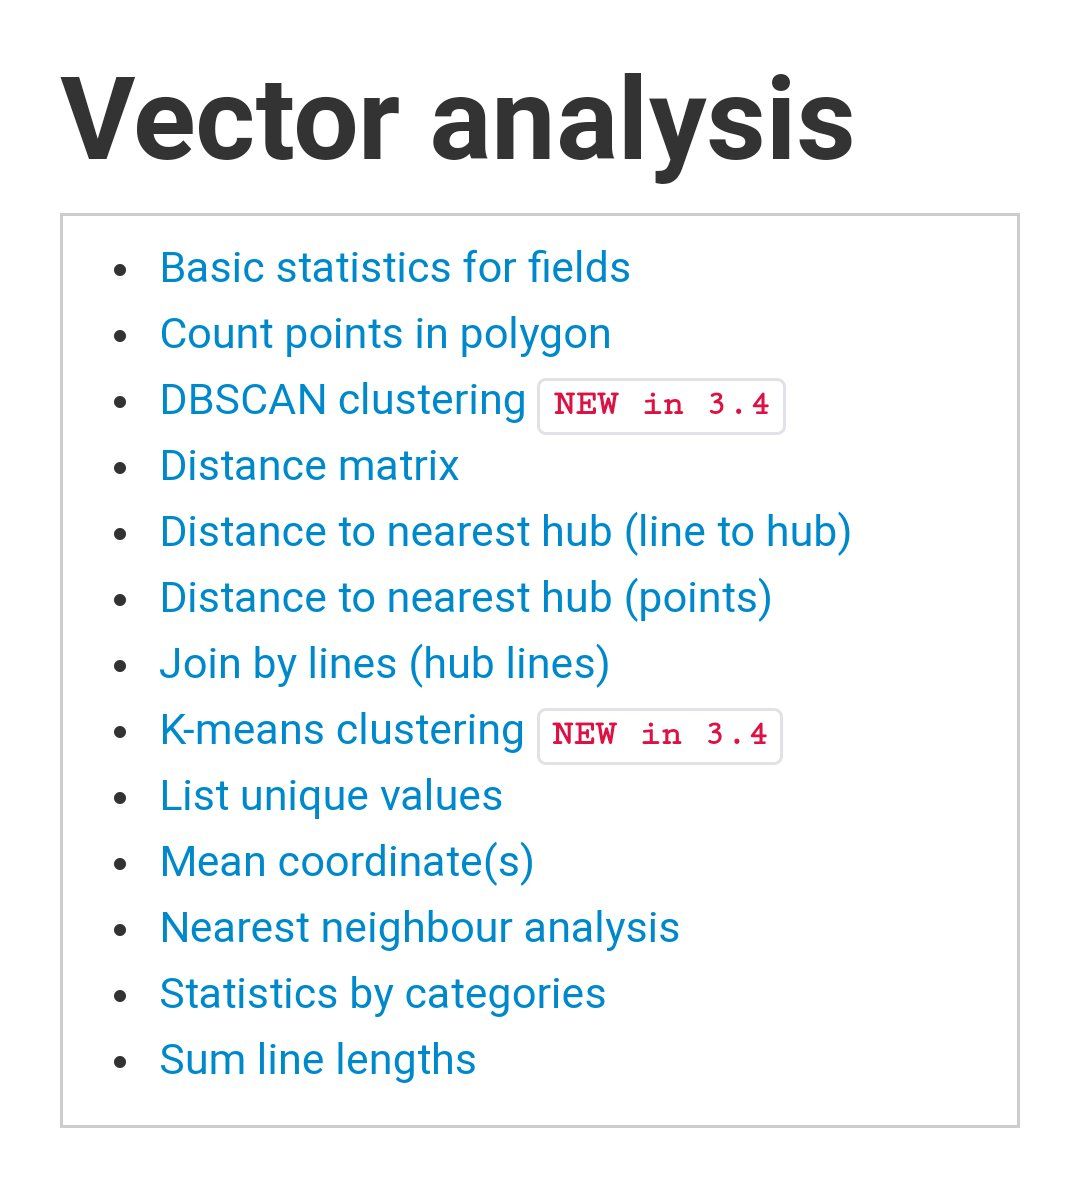 Vector analysis
Basic statistics for fields
Count points in polygon
DBSCAN clustering NEW in 3.4
Distance matrix
Distance to nearest hub (line to hub)
Distance to nearest hub (points)
Join by lines (hub lines)
K-means clustering NEW in 3.4
List unique values
Mean coordinate(s)
Nearest neighbour analysis
Statistics by categories
Sum line lengths